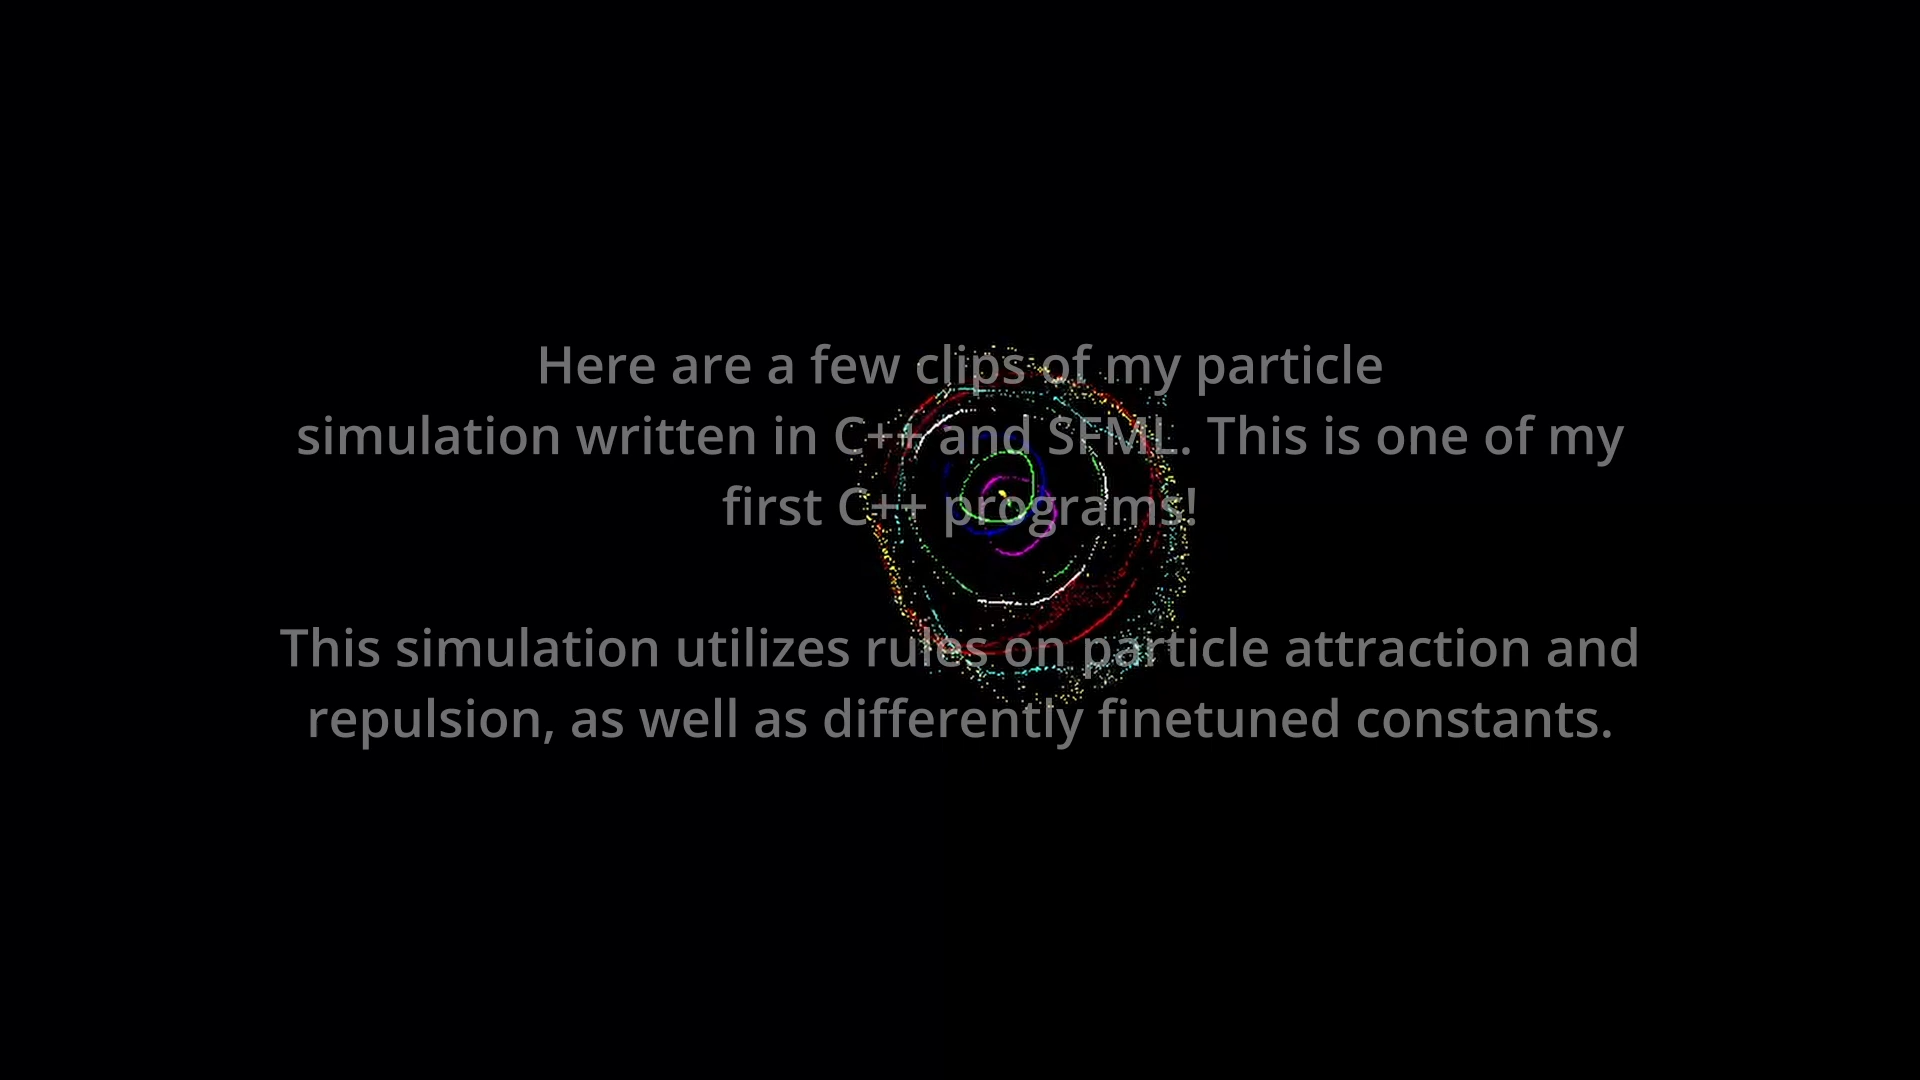 Here are a few clips of my particle
simulation written in C++ and SFML. This is one of my
first C++ programs!
This simulation utilizes rules on particle attraction and
repulsion, as well as differently finetuned constants.